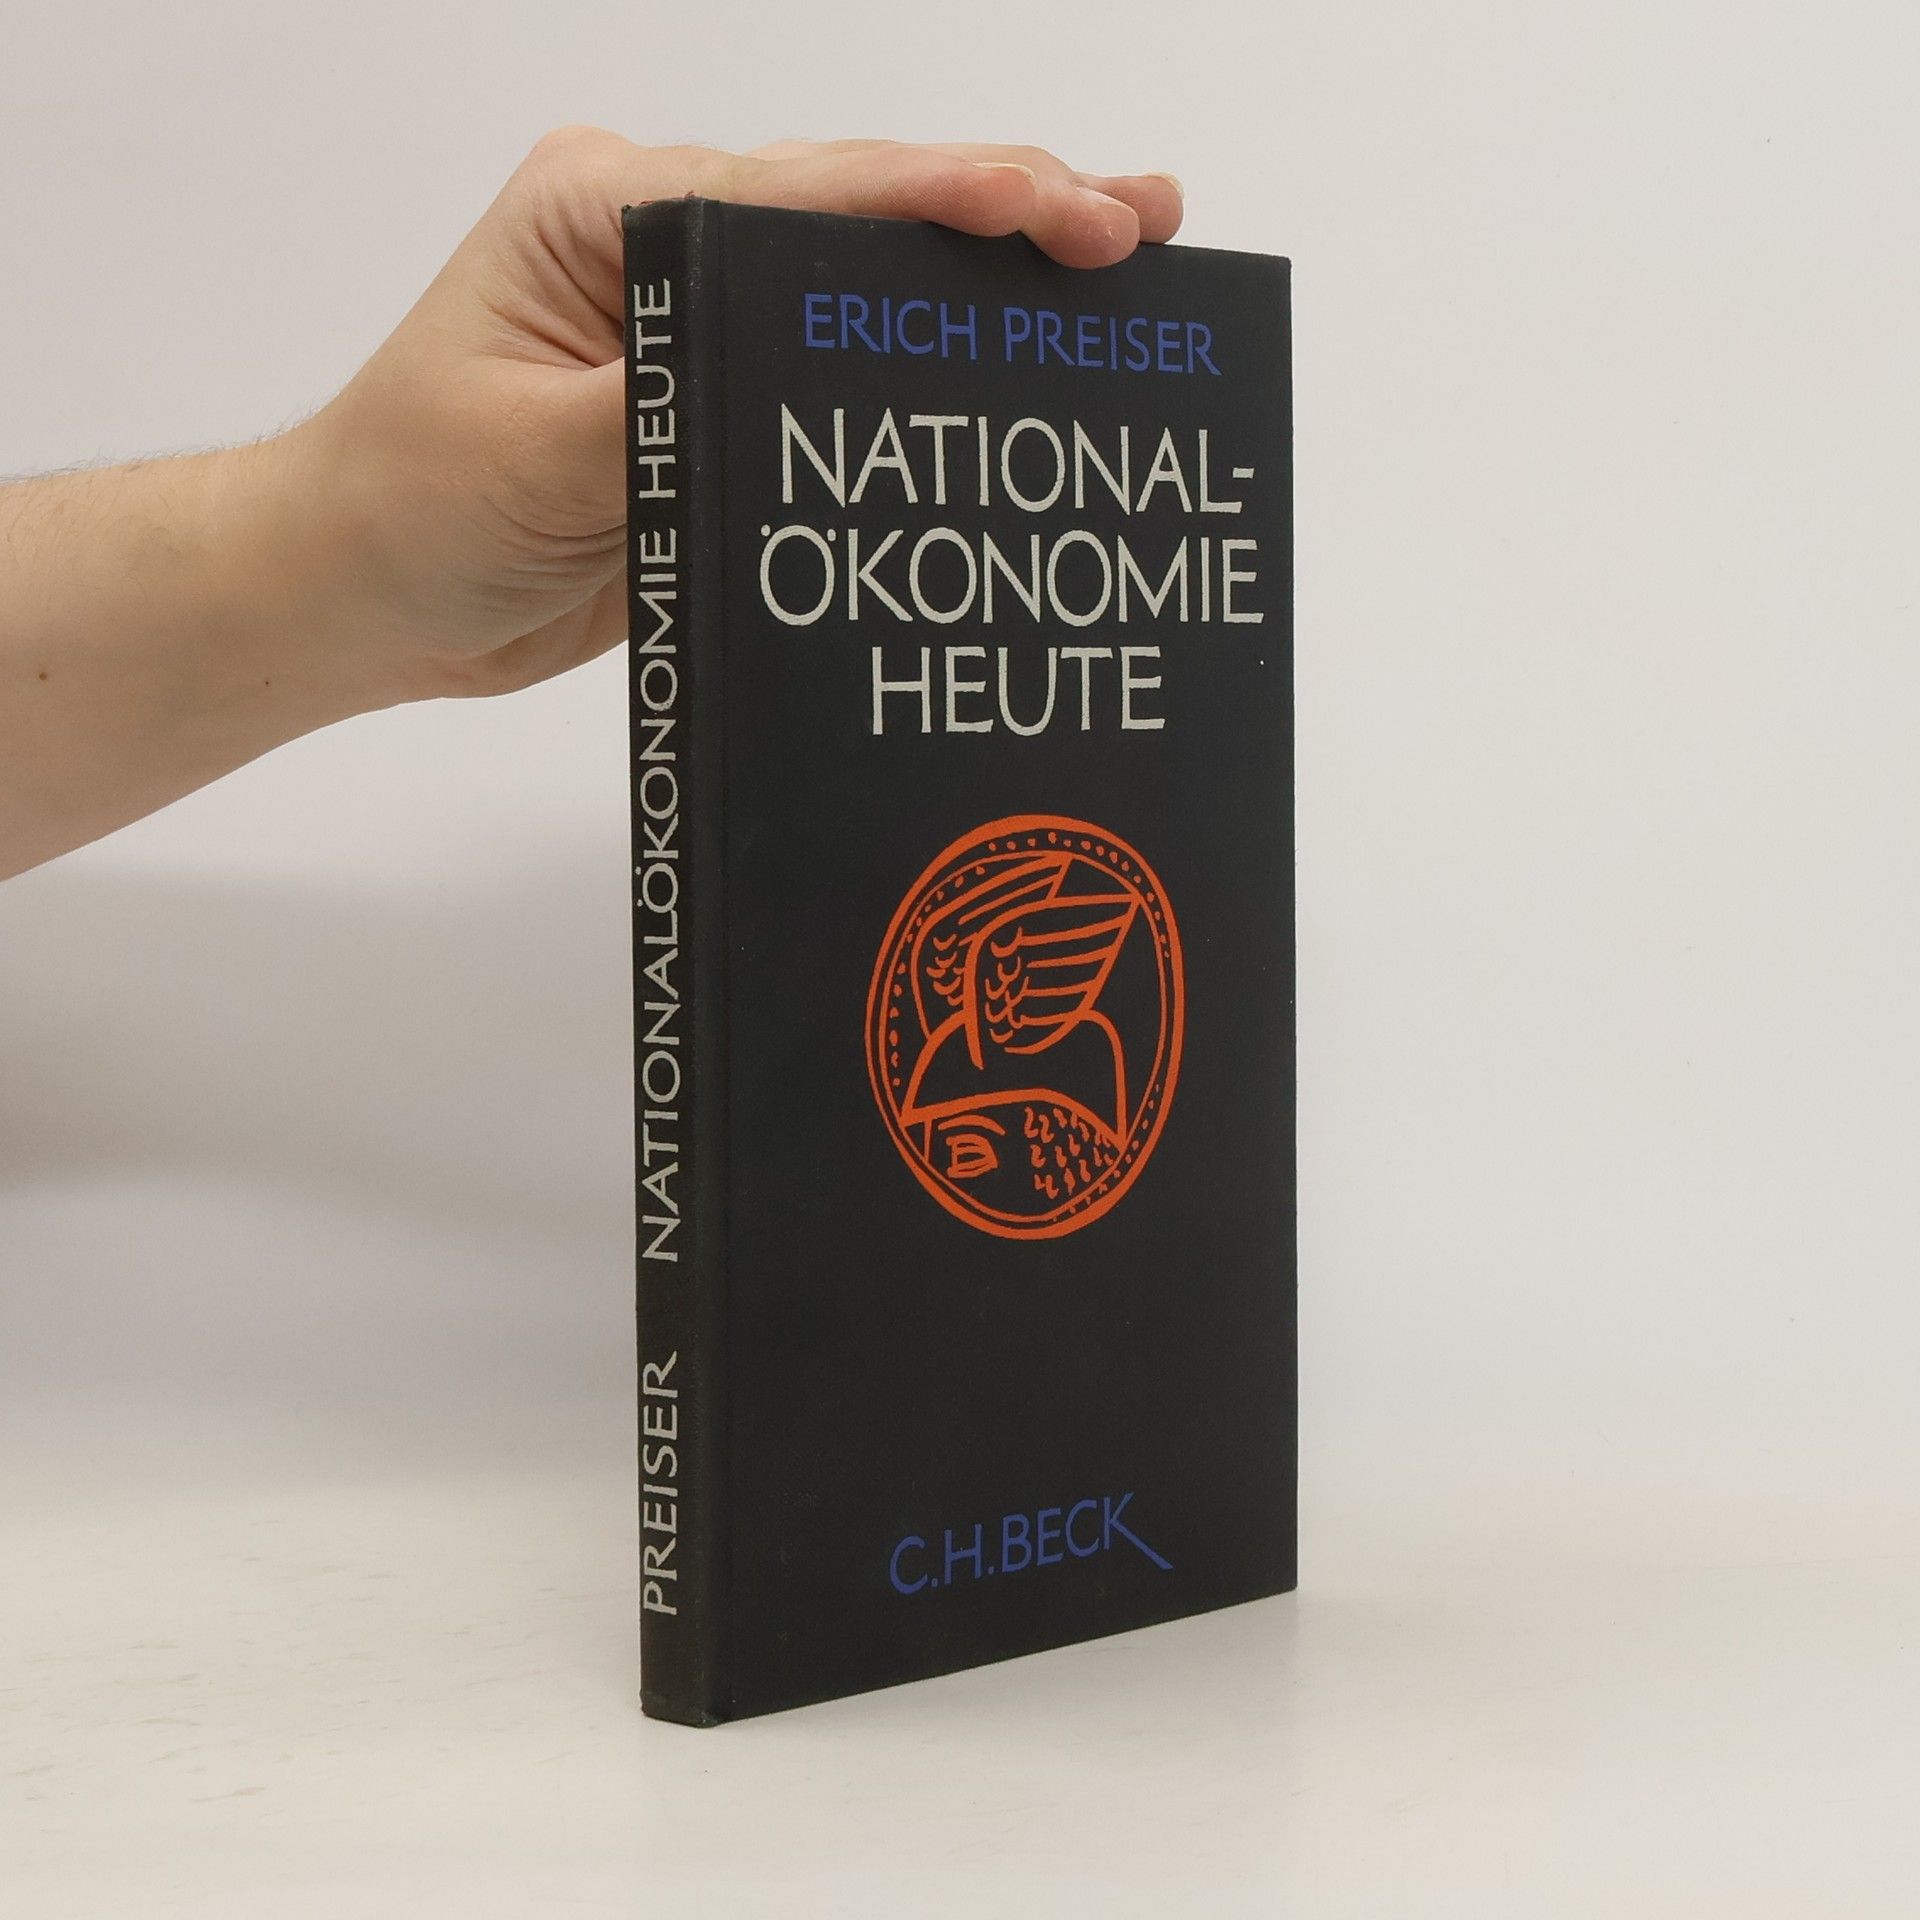 PREISER NATIONALÖKONOMIE HEUTE
ERICH PREISER
NATIONAL-
ÖKONOMIE
HEUTE
C.H.BECK